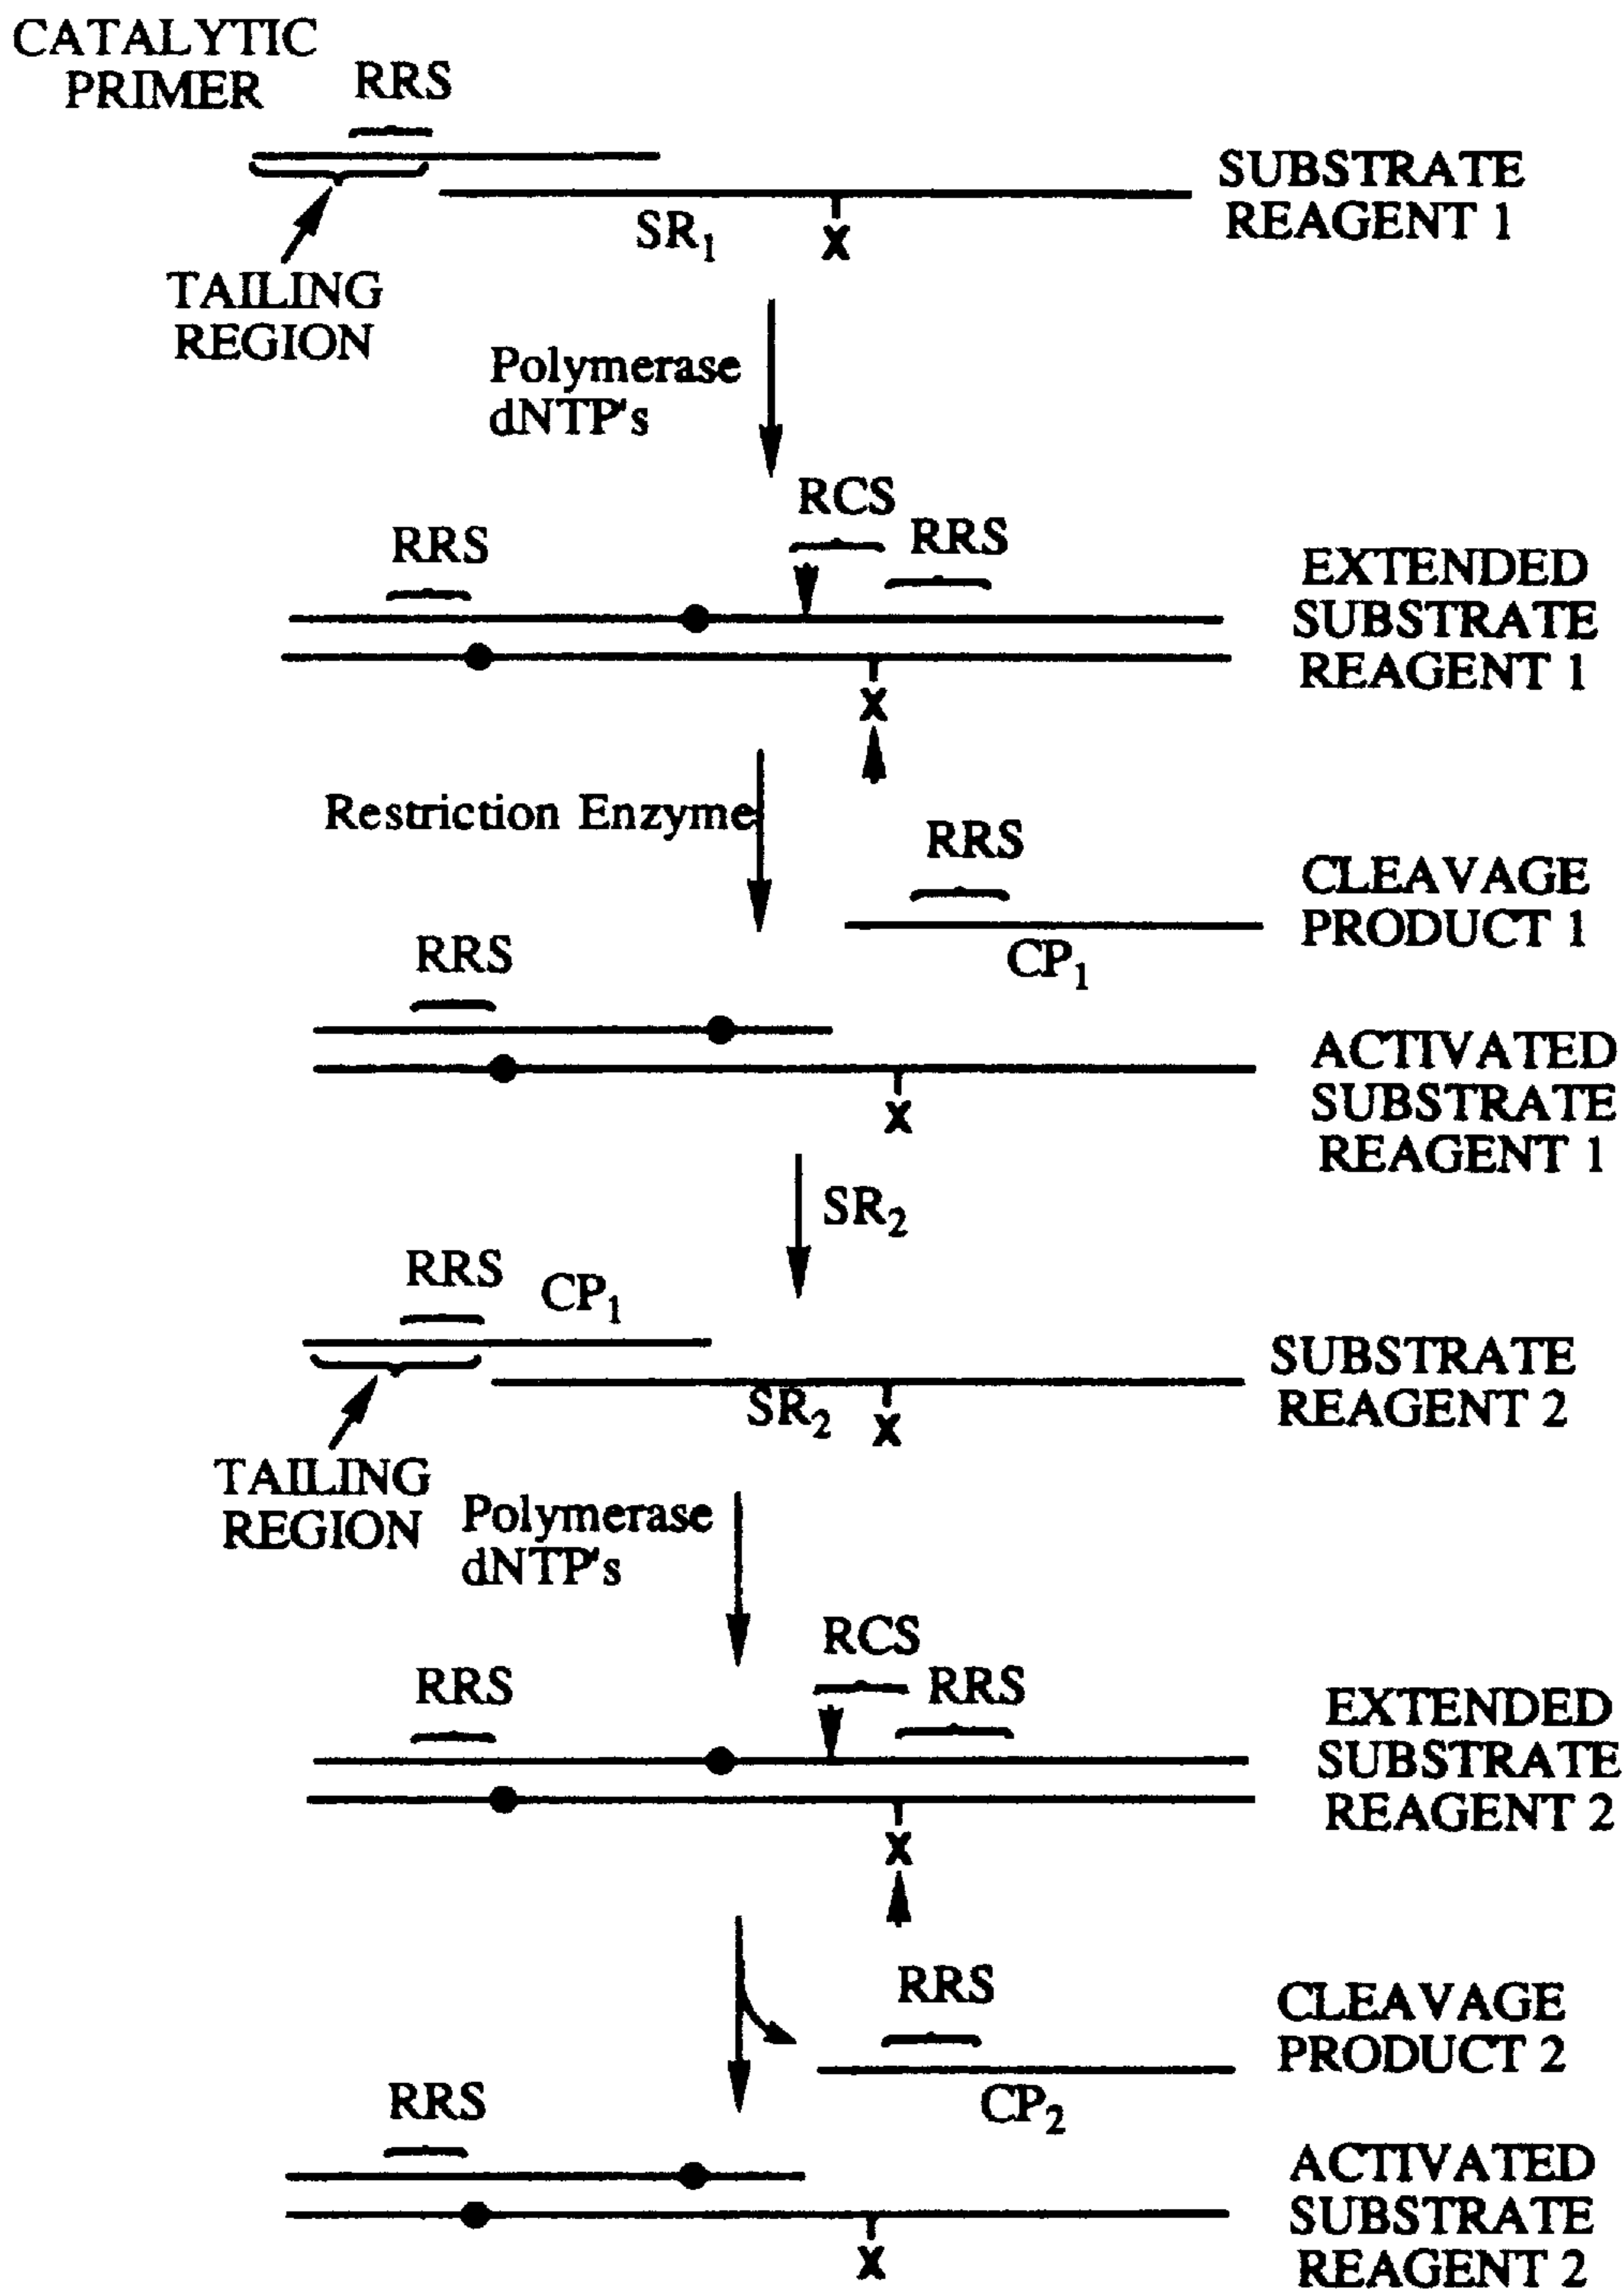 CATALYTIC
PRIMER
RRS
SUBSTRATE
REAGENT 1
SR₁
X
TAILING
REGION
Polymerase
dNTP's
RCS
RRS
RRS
EXTENDED
SUBSTRATE
REAGENT 1
X
Restriction Enzyme
RRS
CLEAVAGE
PRODUCT 1
CP₁
RRS
ACTIVATED
SUBSTRATE
REAGENT 1
X
SR₂
RRS
CP₁
SUBSTRATE
REAGENT 2
SR₂
X
TAILING
REGION
Polymerase
dNTP's
RCS
RRS
RRS
EXTENDED
SUBSTRATE
REAGENT 2
X
RRS
CLEAVAGE
PRODUCT 2
CP₂
RRS
ACTIVATED
SUBSTRATE
REAGENT 2
X